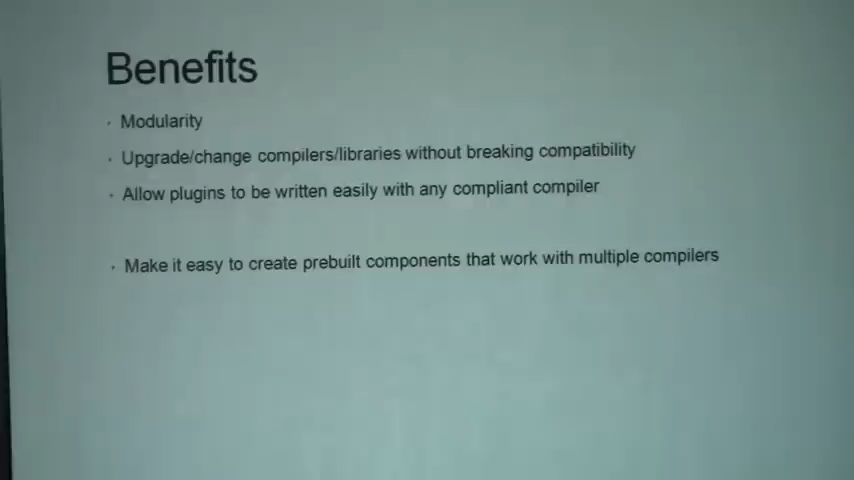 Benefits
· Modularity
· Upgrade/change compilers/libraries without breaking compatibility
· Allow plugins to be written easily with any compliant compiler
· Make it easy to create prebuilt components that work with multiple compilers